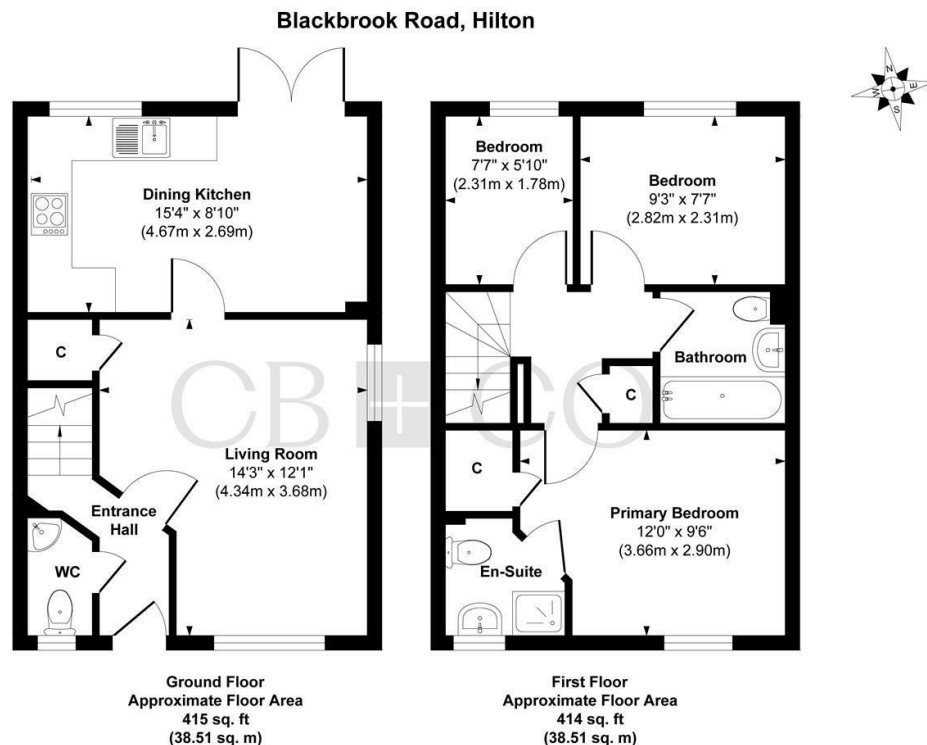 Blackbrook Road, Hilton
N
E
S
W
Dining Kitchen
15'4" x 8'10"
(4.67m x 2.69m)
C
Living Room
14'3" x 12'1"
(4.34m x 3.68m)
Entrance
Hall
WC
Ground Floor
Approximate Floor Area
415 sq. ft
(38.51 sq. m)
Bedroom
7'7" x 5'10"
(2.31m x 1.78m)
Bedroom
9'3" x 7'7"
(2.82m x 2.31m)
Bathroom
C
C
Primary Bedroom
12'0" x 9'6"
(3.66m x 2.90m)
En-Suite
First Floor
Approximate Floor Area
414 sq. ft
(38.51 sq. m)
CB+CO